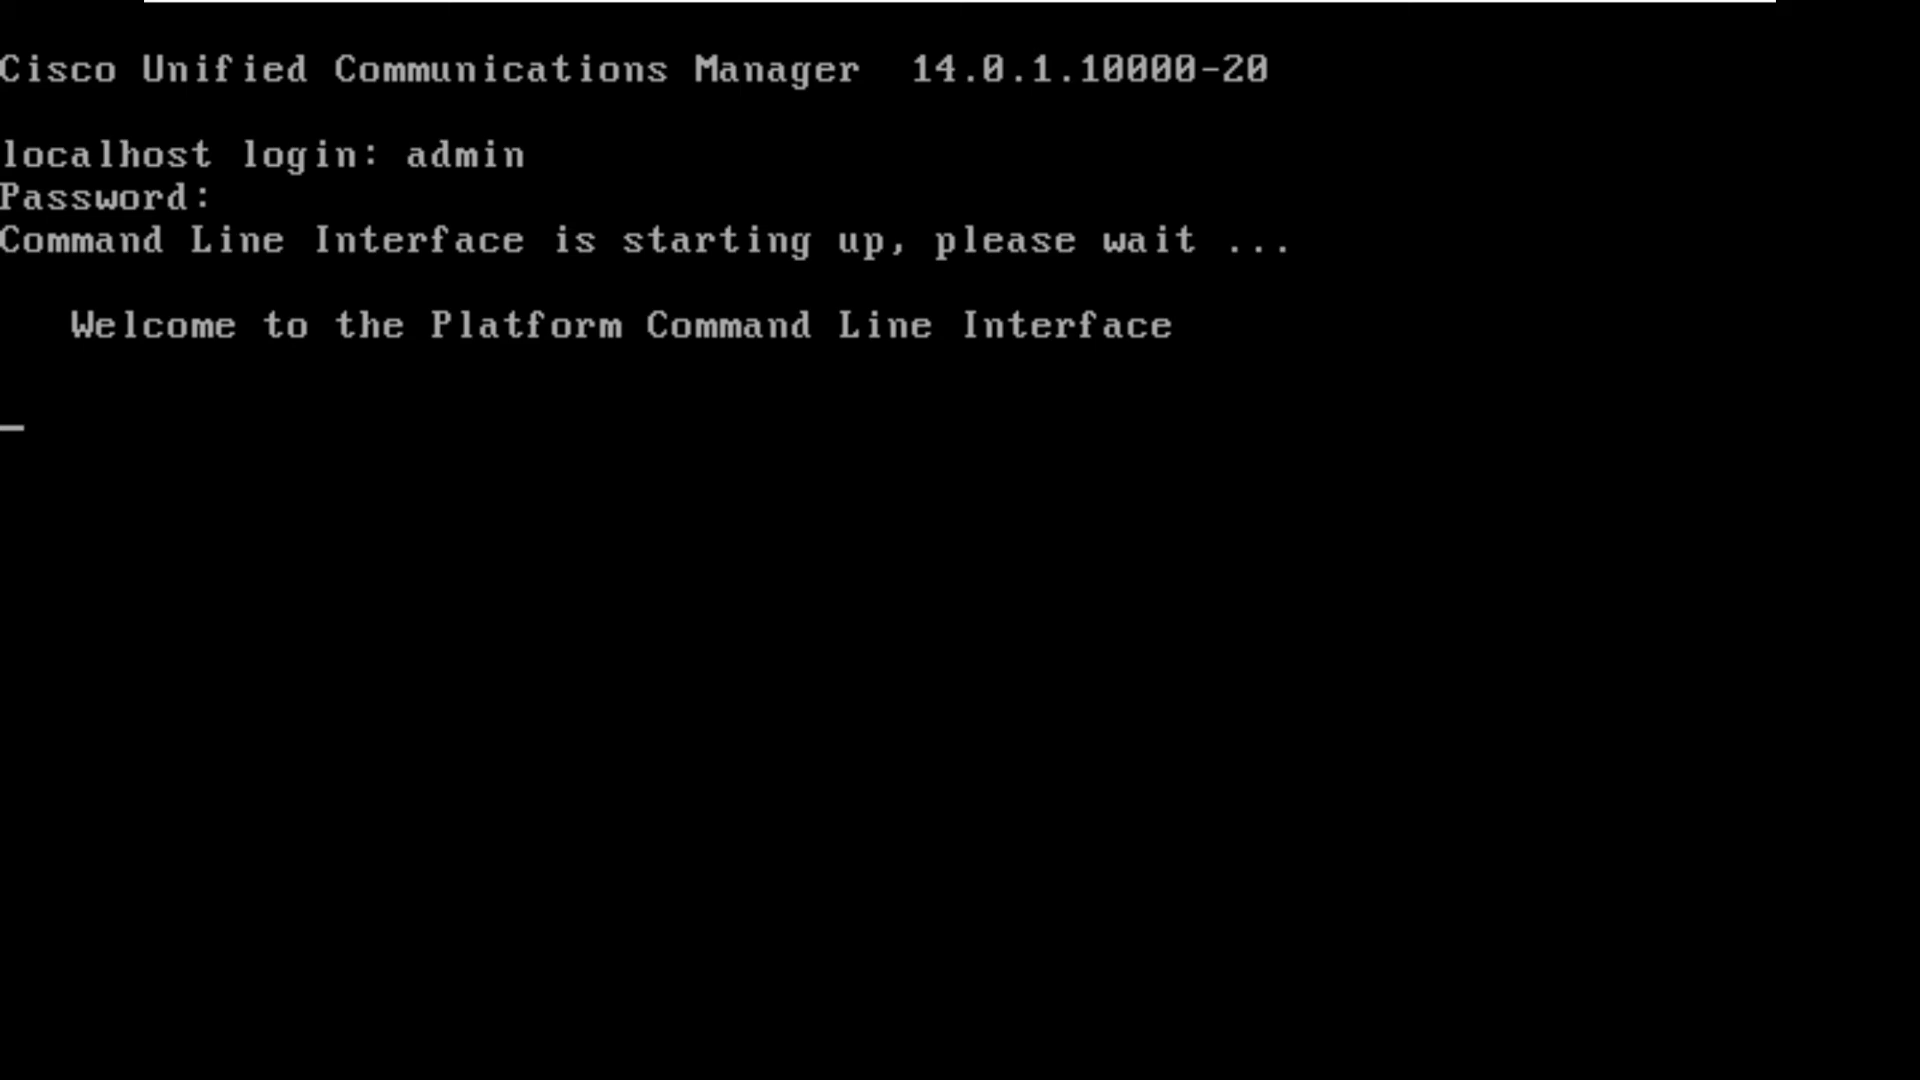 Cisco Unified Communications Manager  14.0.1.10000-20
localhost login: admin
Password:
Command Line Interface is starting up, please wait ...
Welcome to the Platform Command Line Interface